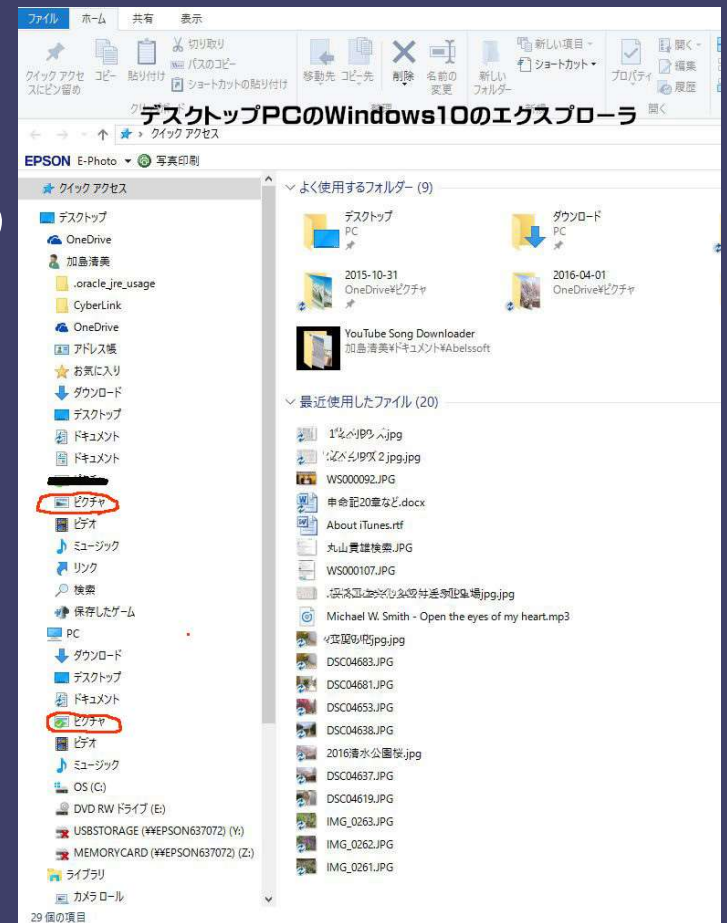 ファイル ホーム 共有 表示
クイック アクセスにピン留め
コピー
貼り付け
切り取り
パスのコピー
ショートカットの貼り付け
移動先
コピー先
削除
名前の変更
新しいフォルダー
新しい項目
ショートカット
プロパティ
開く
編集
履歴
開く
デスクトップPCのWindows10のエクスプローラ
クイック アクセス
EPSON E-Photo 写真印刷
クイック アクセス
デスクトップ
OneDrive
加島清美
.oracle_jre_usage
CyberLink
OneDrive
アドレス帳
お気に入り
ダウンロード
デスクトップ
ドキュメント
ドキュメント
ピクチャ
ビデオ
ミュージック
リンク
検索
保存したゲーム
PC
ダウンロード
デスクトップ
ドキュメント
ピクチャ
ビデオ
ミュージック
OS (C:)
DVD RW ドライブ (E:)
USBSTORAGE (¥¥EPSON637072) (Y:)
MEMORYCARD (¥¥EPSON637072) (Z:)
ライブラリ
カメラロール
29 個の項目
よく使用するフォルダー (9)
デスクトップ
PC
ダウンロード
PC
2015-10-31
OneDrive¥ピクチャ
2016-04-01
OneDrive¥ピクチャ
YouTube Song Downloader
加島清美¥ドキュメント¥Abelssoft
最近使用したファイル (20)
.jpg
2 jpg.jpg
WS000092.JPG
申命記20章など.docx
About iTunes.rtf
丸山貴雄検索.JPG
WS000107.JPG
場jpg.jpg
Michael W. Smith - Open the eyes of my heart.mp3
jpg.jpg
DSC04683.JPG
DSC04681.JPG
DSC04653.JPG
DSC04638.JPG
2016清水公園桜.jpg
DSC04637.JPG
DSC04619.JPG
IMG_0263.JPG
IMG_0262.JPG
IMG_0261.JPG